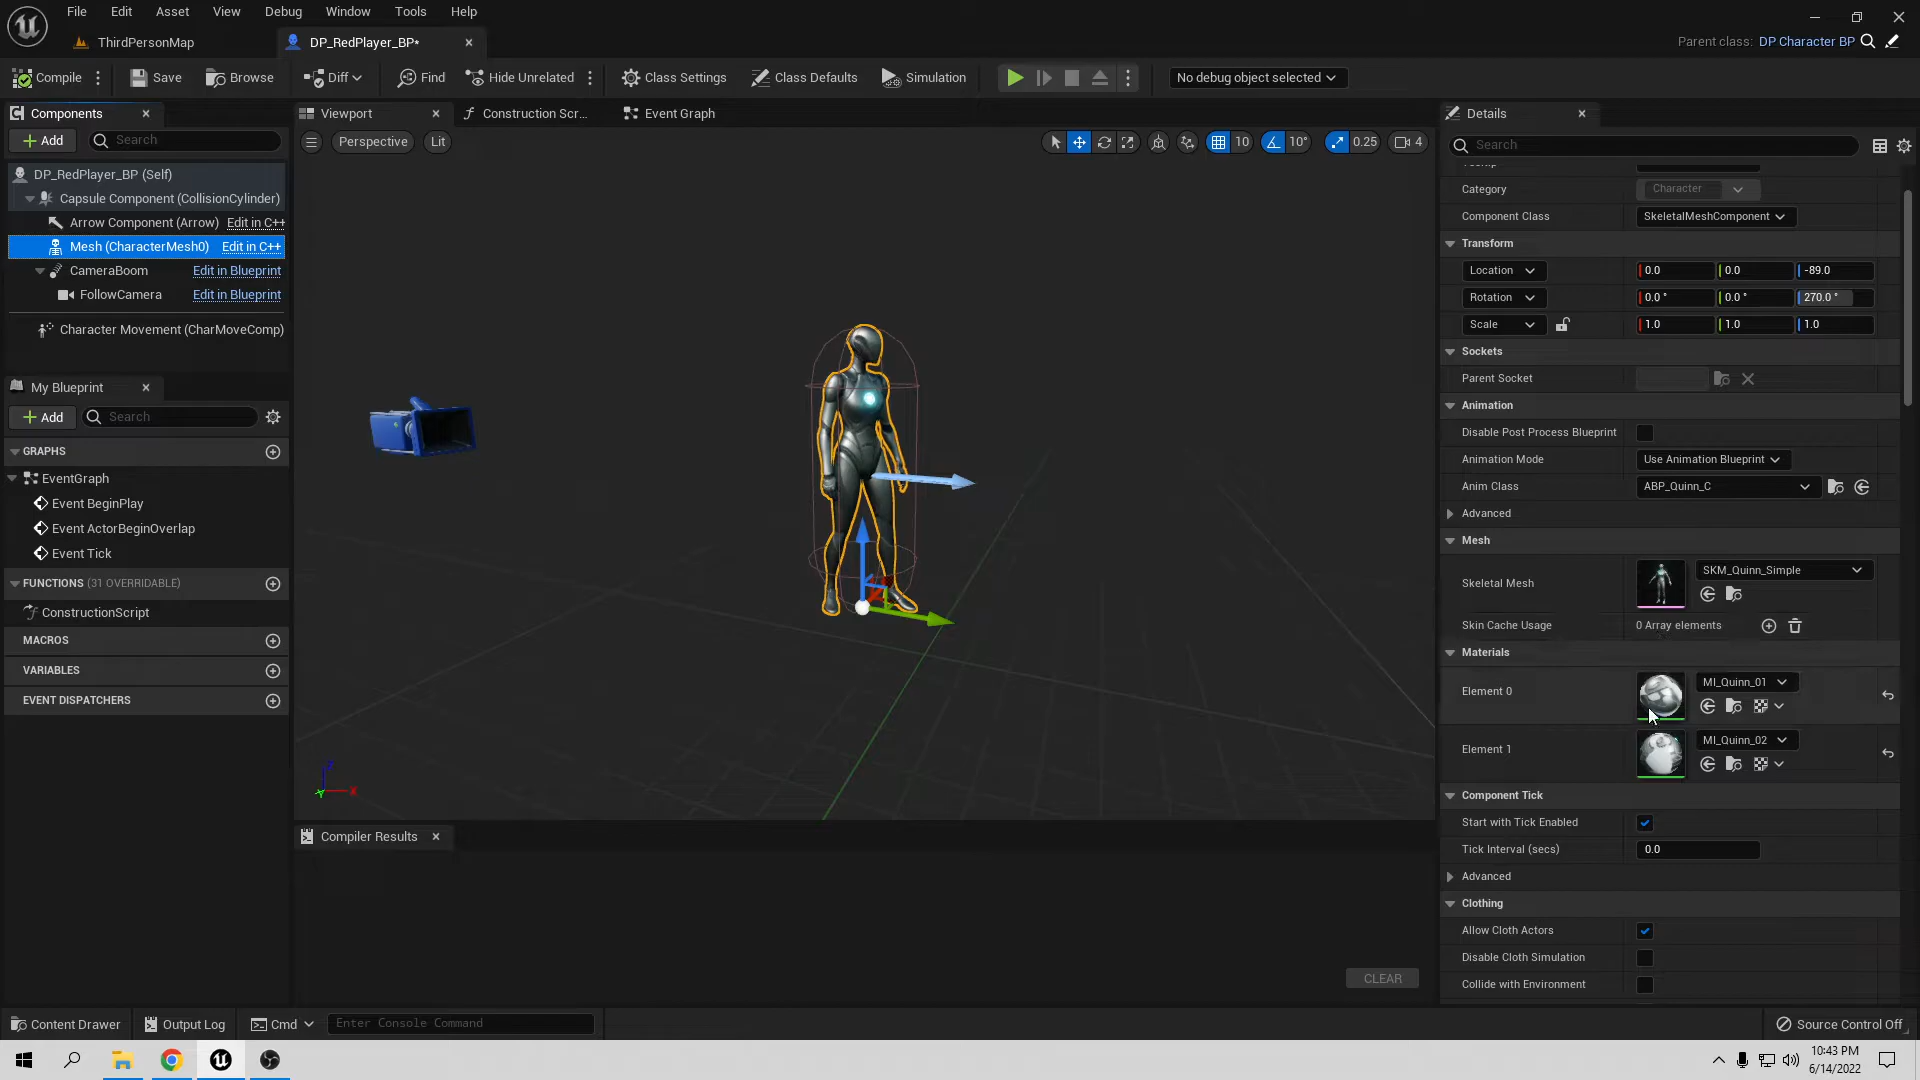 File Edit Asset View Debug Window Tools Help
ThirdPersonMap
DP_RedPlayer_BP*
Parent class: DP Character BP
Compile
Save
Browse
Diff
Find
Hide Unrelated
Class Settings
Class Defaults
Simulation
No debug object selected
Components
Add
Search
DP_RedPlayer_BP (Self)
Capsule Component (CollisionCylinder)
Arrow Component (Arrow) Edit in C++
Mesh (CharacterMesh0) Edit in C++
CameraBoom Edit in Blueprint
FollowCamera Edit in Blueprint
Character Movement (CharMoveComp)
My Blueprint
Add
Search
GRAPHS
EventGraph
Event BeginPlay
Event ActorBeginOverlap
Event Tick
FUNCTIONS (31 OVERRIDABLE)
ConstructionScript
MACROS
VARIABLES
EVENT DISPATCHERS
Viewport
Construction Scr...
Event Graph
Perspective
Lit
10
10°
0.25
4
Z
X
Y
Compiler Results
CLEAR
Details
Search
Category Character
Component Class SkeletalMeshComponent
Transform
Location 0.0 0.0 -89.0
Rotation 0.0 ° 0.0 ° 270.0 °
Scale 1.0 1.0 1.0
Sockets
Parent Socket
Animation
Disable Post Process Blueprint
Animation Mode Use Animation Blueprint
Anim Class ABP_Quinn_C
Advanced
Mesh
Skeletal Mesh SKM_Quinn_Simple
Skin Cache Usage 0 Array elements
Materials
Element 0 MI_Quinn_01
Element 1 MI_Quinn_02
Component Tick
Start with Tick Enabled
Tick Interval (secs) 0.0
Advanced
Clothing
Allow Cloth Actors
Disable Cloth Simulation
Collide with Environment
Content Drawer
Output Log
Cmd
Enter Console Command
Source Control Off
10:43 PM
6/14/2022